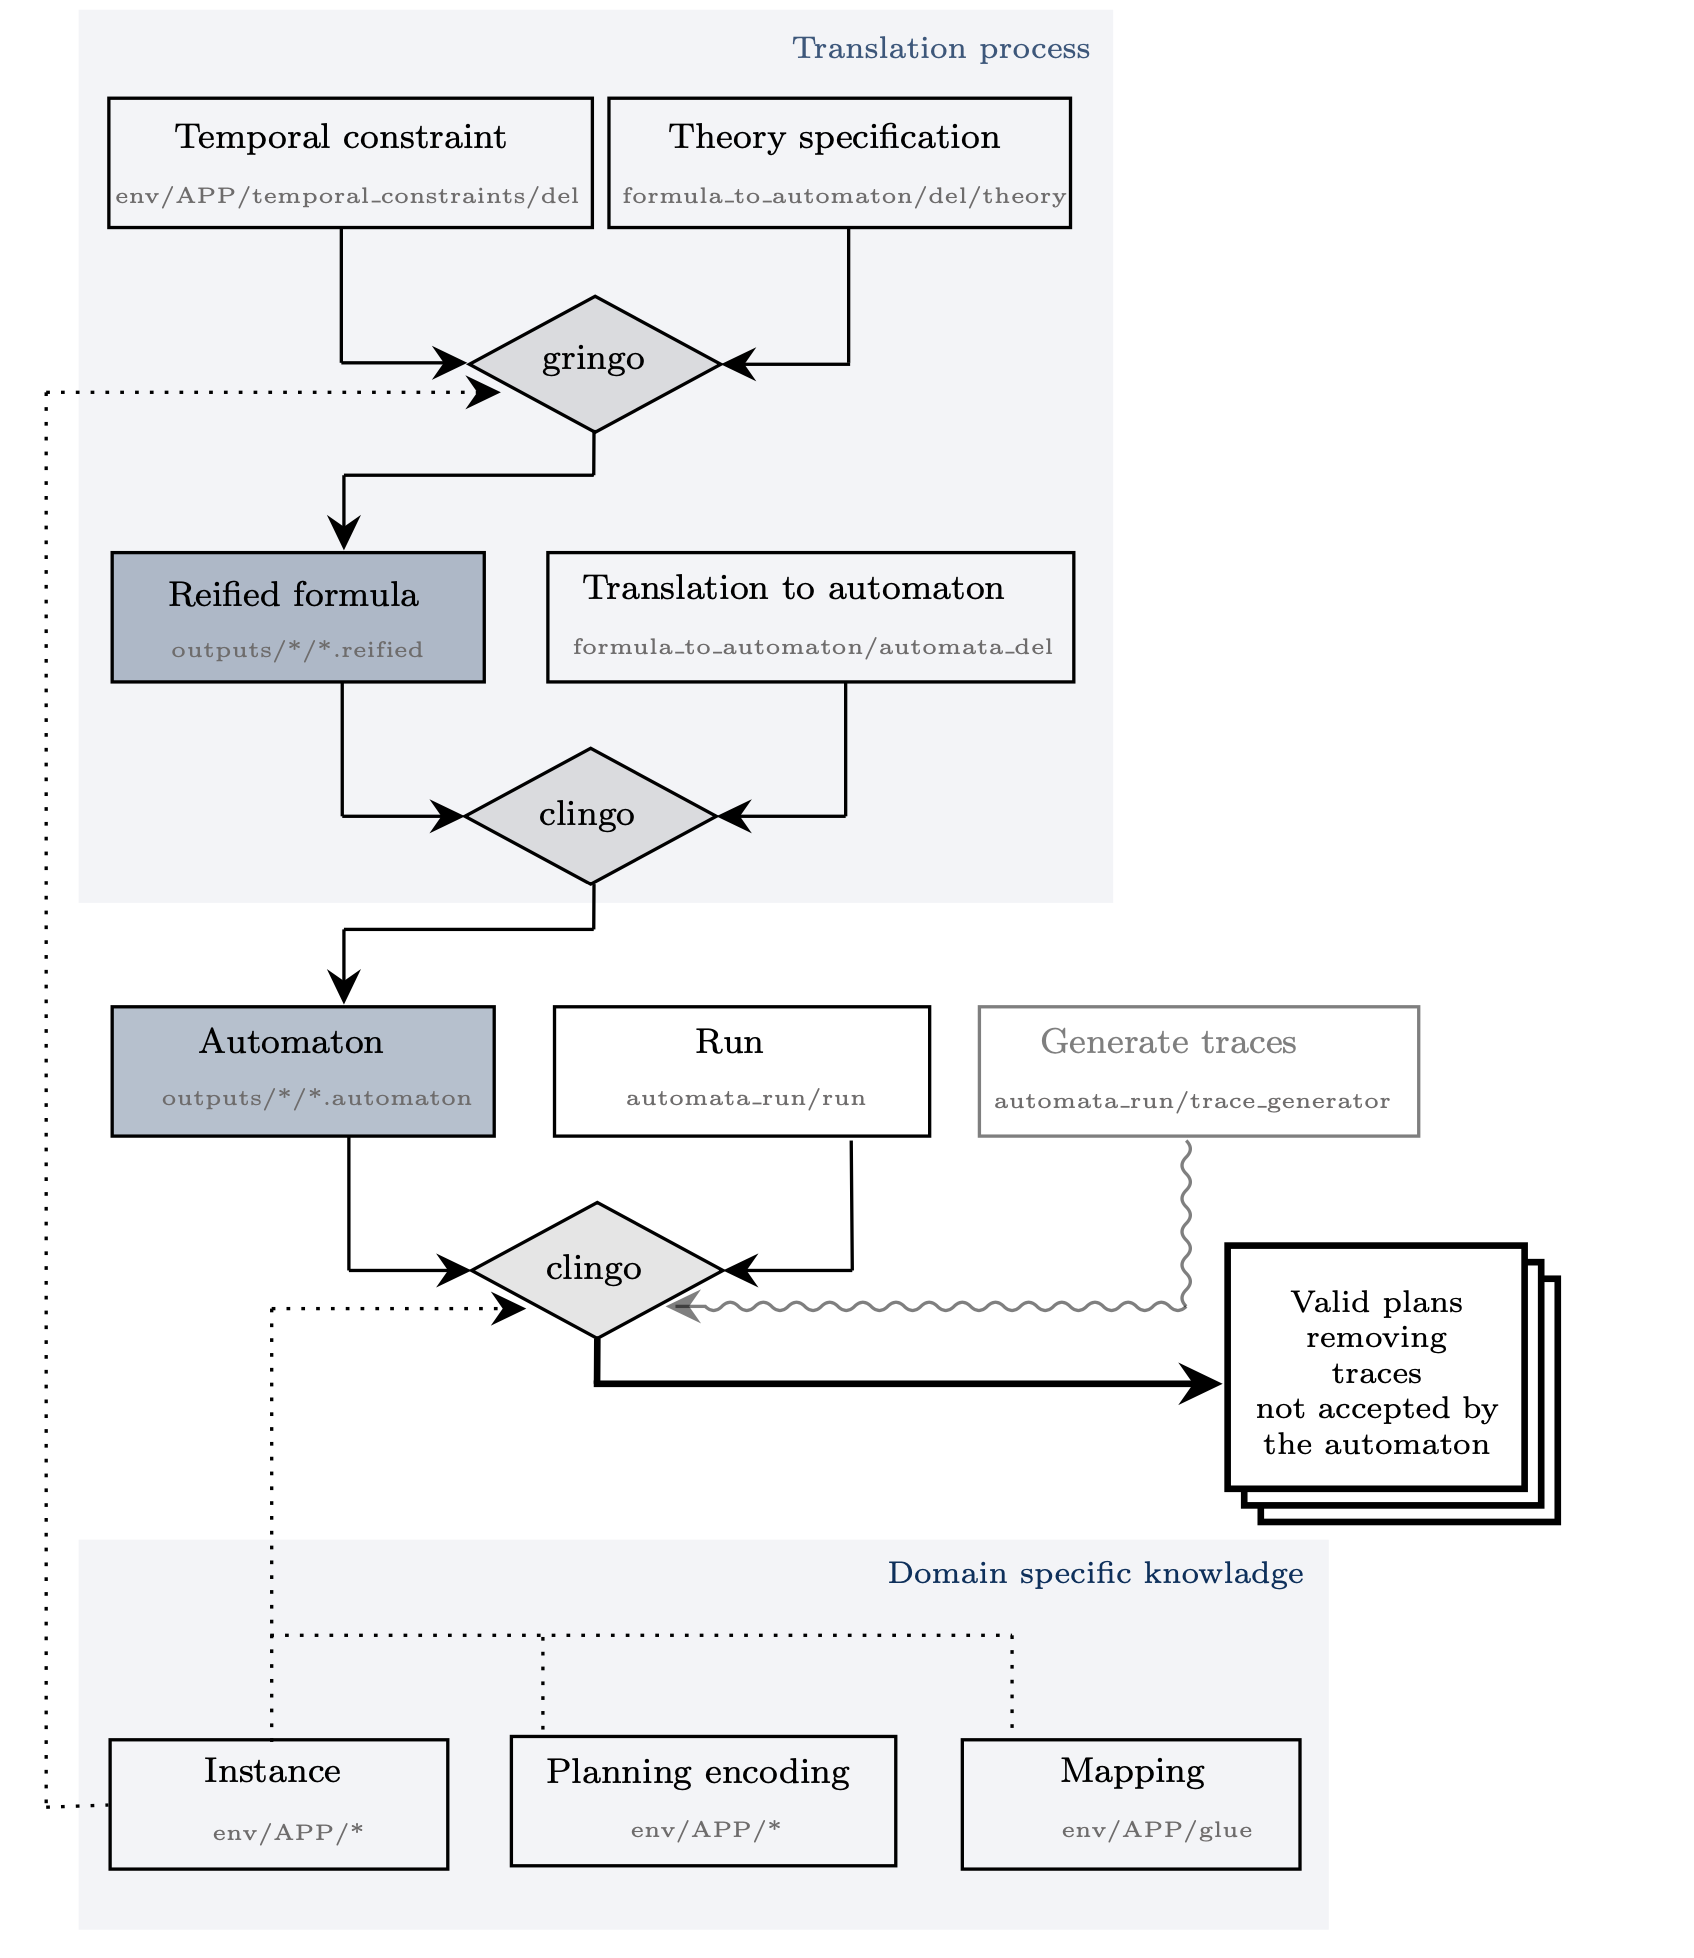 Translation process
Temporal constraint
env/APP/temporal_constraints/del
Theory specification
formula_to_automaton/del/theory
gringo
Reified formula
outputs/*/*.reified
Translation to automaton
formula_to_automaton/automata_del
clingo
Automaton
outputs/*/*.automaton
Run
automata_run/run
Generate traces
automata_run/trace_generator
clingo
Valid plans
removing
traces
not accepted by
the automaton
Domain specific knowladge
Instance
env/APP/*
Planning encoding
env/APP/*
Mapping
env/APP/glue